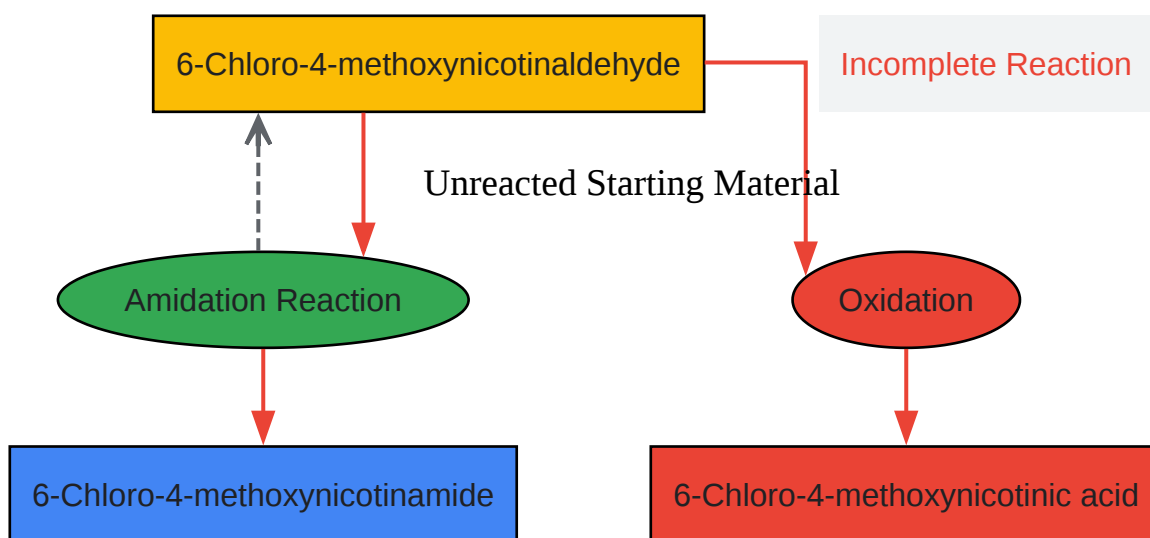 6-Chloro-4-methoxynicotinaldehyde
Incomplete Reaction
Unreacted Starting Material
Amidation Reaction
Oxidation
6-Chloro-4-methoxynicotinamide
6-Chloro-4-methoxynicotinic acid